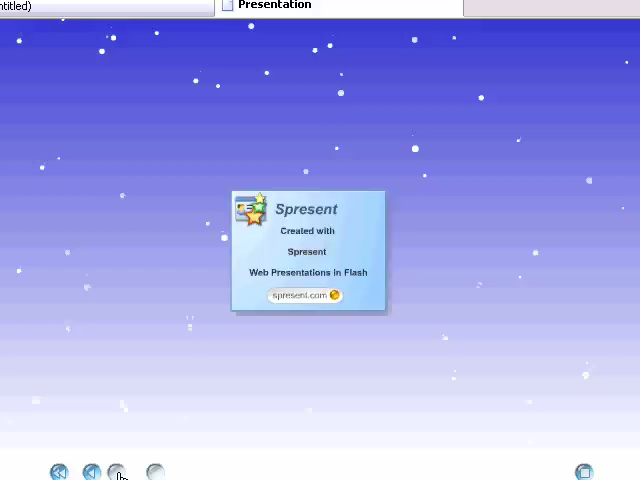 ntitled)
Presentation
Spresent
Created with
Spresent
Web Presentations in Flash
spresent.com